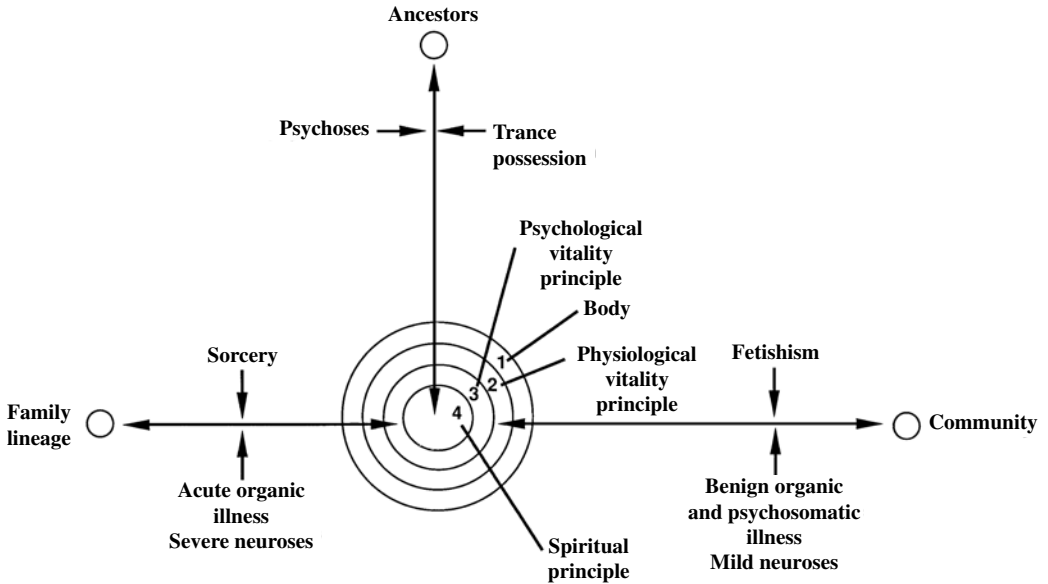 Ancestors
Psychoses
Trance
possession
Psychological
vitality
principle
Body
1
Physiological
vitality
principle
2
3
4
Sorcery
Fetishism
Family
lineage
Community
Acute organic
illness
Severe neuroses
Benign organic
and psychosomatic
illness
Mild neuroses
Spiritual
principle